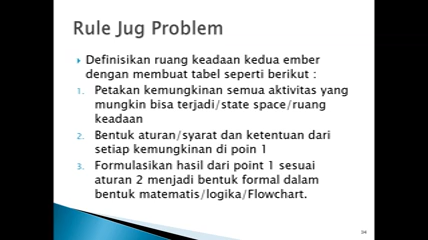 Rule Jug Problem
Definisikan ruang keadaan kedua ember
dengan membuat tabel seperti berikut :
1. Petakan kemungkinan semua aktivitas yang
mungkin bisa terjadi/state space/ruang
keadaan
2. Bentuk aturan/syarat dan ketentuan dari
setiap kemungkinan di poin 1
3. Formulasikan hasil dari point 1 sesuai
aturan 2 menjadi bentuk formal dalam
bentuk matematis/logika/Flowchart.